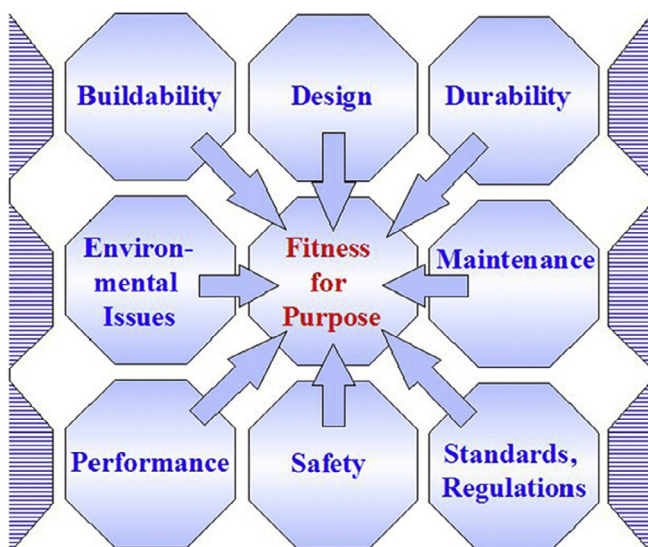 Buildability
Design
Durability
Environ-
mental
Issues
Fitness
for
Purpose
Maintenance
Performance
Safety
Standards,
Regulations